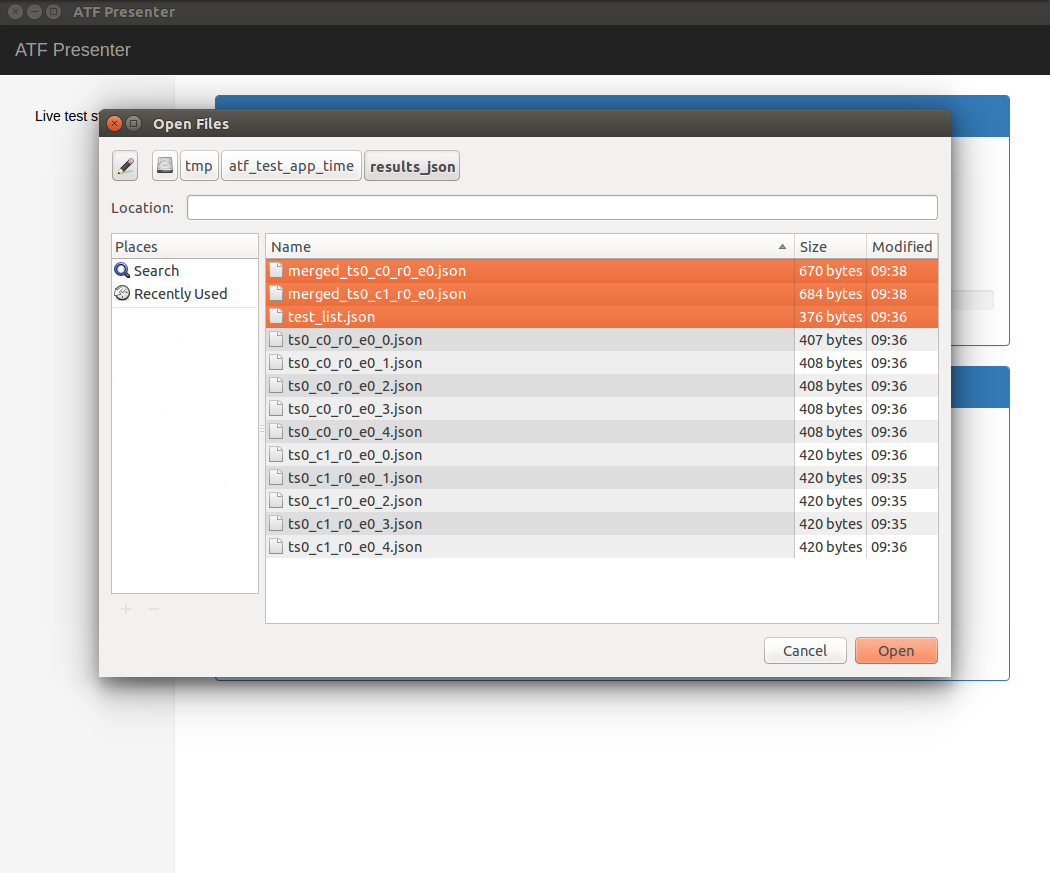 ATF Presenter
ATF Presenter
Live test s
Open Files
tmp atf_test_app_time results_json
Location:
Places
Search
Recently Used
Name Size Modified
merged_ts0_c0_r0_e0.json 670 bytes 09:38
merged_ts0_c1_r0_e0.json 684 bytes 09:38
test_list.json 376 bytes 09:36
ts0_c0_r0_e0_0.json 407 bytes 09:36
ts0_c0_r0_e0_1.json 408 bytes 09:36
ts0_c0_r0_e0_2.json 408 bytes 09:36
ts0_c0_r0_e0_3.json 408 bytes 09:36
ts0_c0_r0_e0_4.json 408 bytes 09:36
ts0_c1_r0_e0_0.json 420 bytes 09:36
ts0_c1_r0_e0_1.json 420 bytes 09:35
ts0_c1_r0_e0_2.json 420 bytes 09:35
ts0_c1_r0_e0_3.json 420 bytes 09:35
ts0_c1_r0_e0_4.json 420 bytes 09:36
Cancel Open